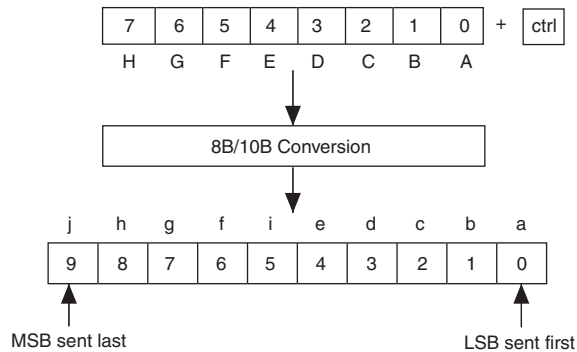 7 6 5 4 3 2 1 0 + ctrl
H G F E D C B A
8B/10B Conversion
j h g f i e d c b a
9 8 7 6 5 4 3 2 1 0
MSB sent last LSB sent first